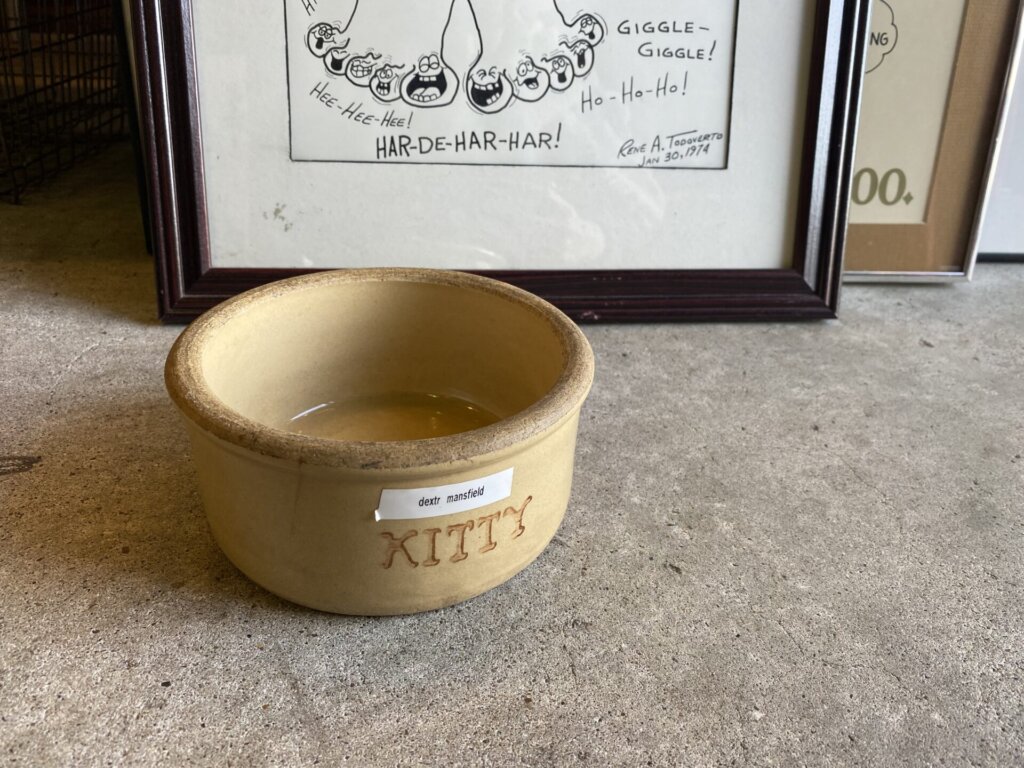 GIGGLE-
GIGGLE!
HEE-HEE-HEE!
HO-HO-HO!
HAR-DE-HAR-HAR!
RENE A. TODOVERTO
JAN 30, 1974
NG
00.
dextr mansfield
KITTY